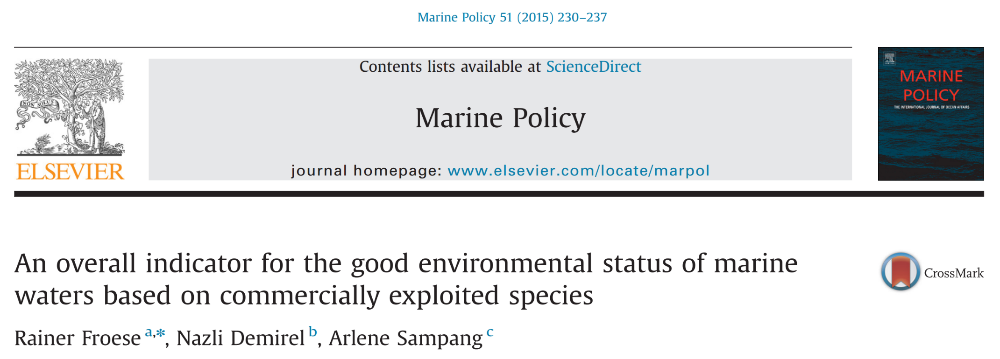 Marine Policy 51 (2015) 230–237
Contents lists available at ScienceDirect
Marine Policy
journal homepage: www.elsevier.com/locate/marpol
NON SOLUS
ELSEVIER
MARINE
POLICY
THE INTERNATIONAL JOURNAL OF OCEAN AFFAIRS
An overall indicator for the good environmental status of marine
waters based on commercially exploited species
CrossMark
Rainer Froese a,*, Nazli Demirel b, Arlene Sampang c